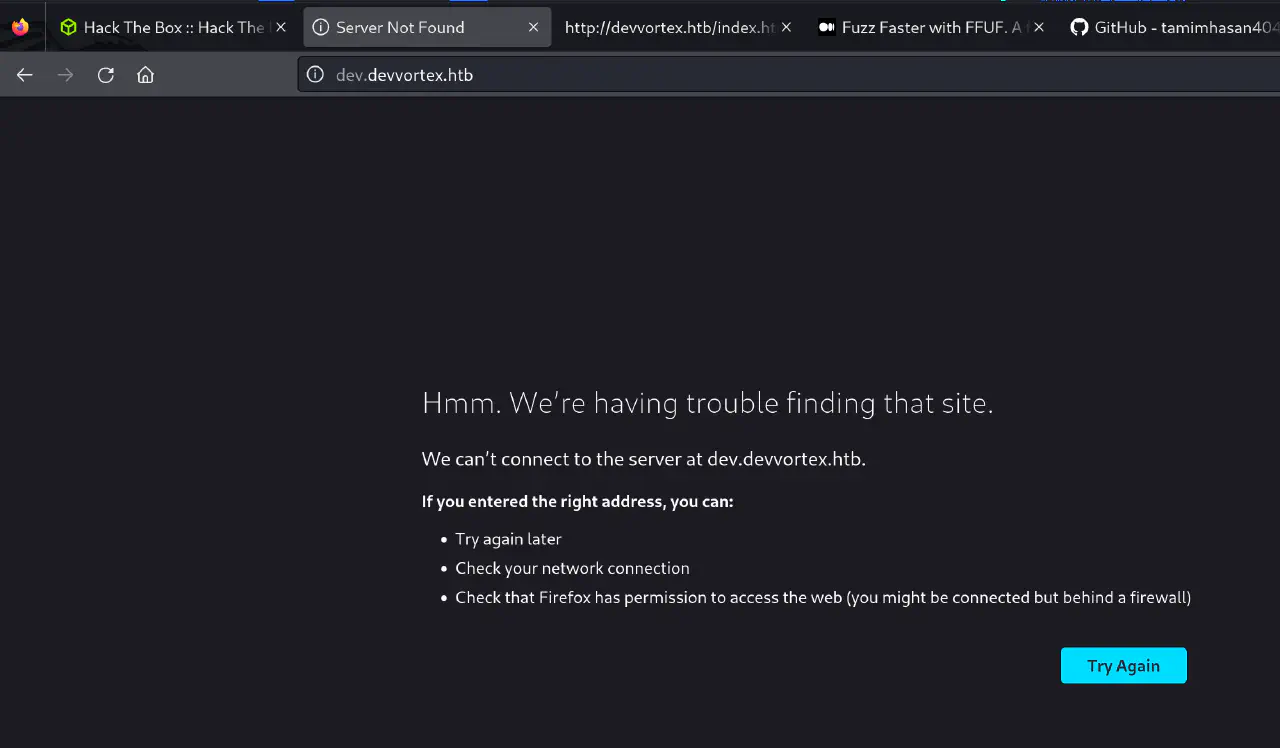 Hack The Box :: Hack The
Server Not Found
http://devvortex.htb/index.ht
Fuzz Faster with FFUF. A
GitHub - tamimhasan404
dev.devvortex.htb
Hmm. We're having trouble finding that site.
We can't connect to the server at dev.devvortex.htb.
If you entered the right address, you can:
• Try again later
• Check your network connection
• Check that Firefox has permission to access the web (you might be connected but behind a firewall)
Try Again